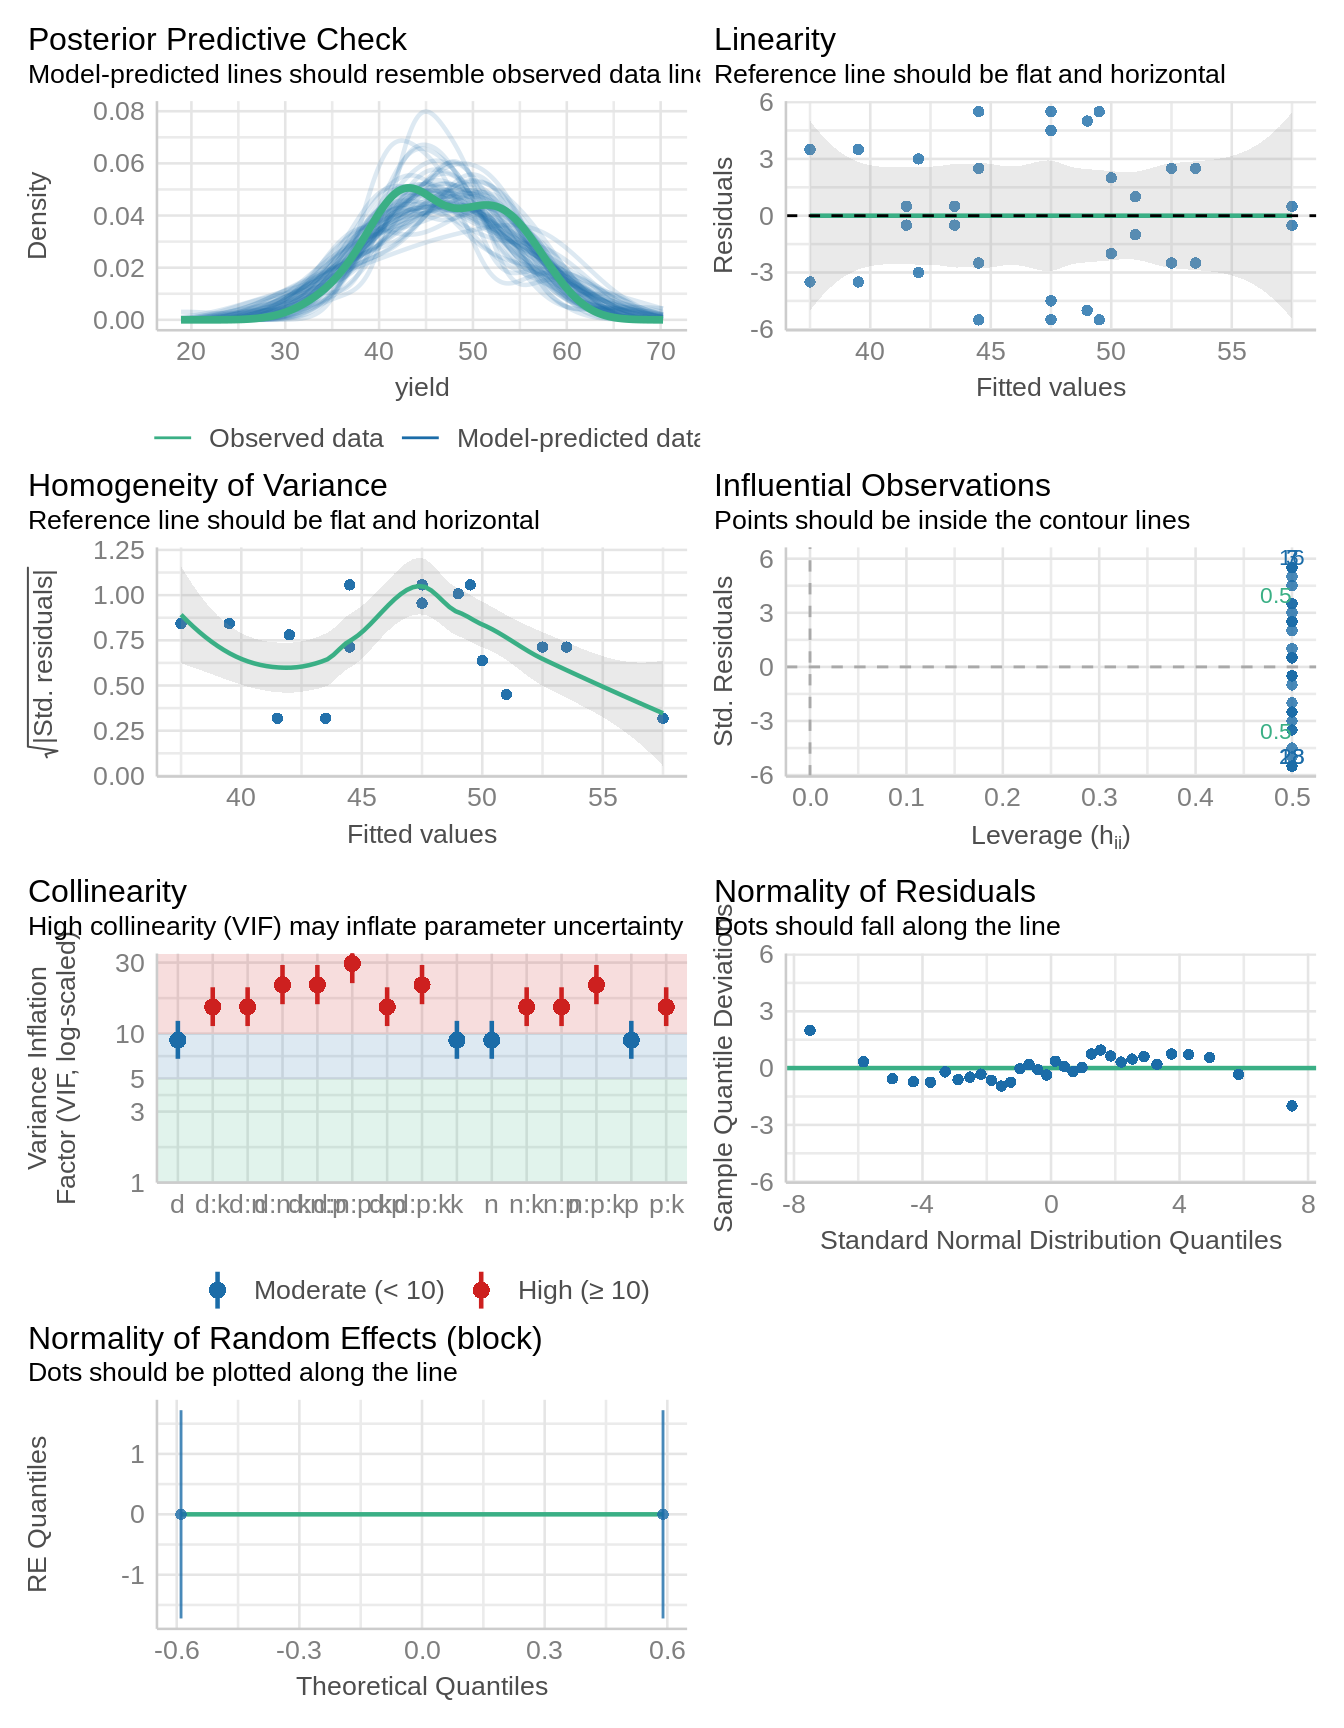 Posterior Predictive Check
Model-predicted lines should resemble observed data line
Density
0.08
0.06
0.04
0.02
0.00
20 30 40 50 60 70
yield
Observed data Model-predicted data
Linearity
Reference line should be flat and horizontal
Residuals
6
3
0
-3
-6
40 45 50 55
Fitted values
Homogeneity of Variance
Reference line should be flat and horizontal
√|Std. residuals|
1.25
1.00
0.75
0.50
0.25
0.00
40 45 50 55
Fitted values
Influential Observations
Points should be inside the contour lines
Std. Residuals
6
3
0
-3
-6
0.5
0.5
0.0 0.1 0.2 0.3 0.4 0.5
Leverage (hii)
Collinearity
High collinearity (VIF) may inflate parameter uncertainty
Variance Inflation
Factor (VIF, log-scaled)
30
10
5
3
1
d d:k d:n k n n:k n:p n:p:k p p:k
Moderate (< 10) High (≥ 10)
Normality of Residuals
Dots should fall along the line
Sample Quantile Deviations
6
3
0
-3
-6
-8 -4 0 4 8
Standard Normal Distribution Quantiles
Normality of Random Effects (block)
Dots should be plotted along the line
RE Quantiles
1
0
-1
-0.6 -0.3 0.0 0.3 0.6
Theoretical Quantiles